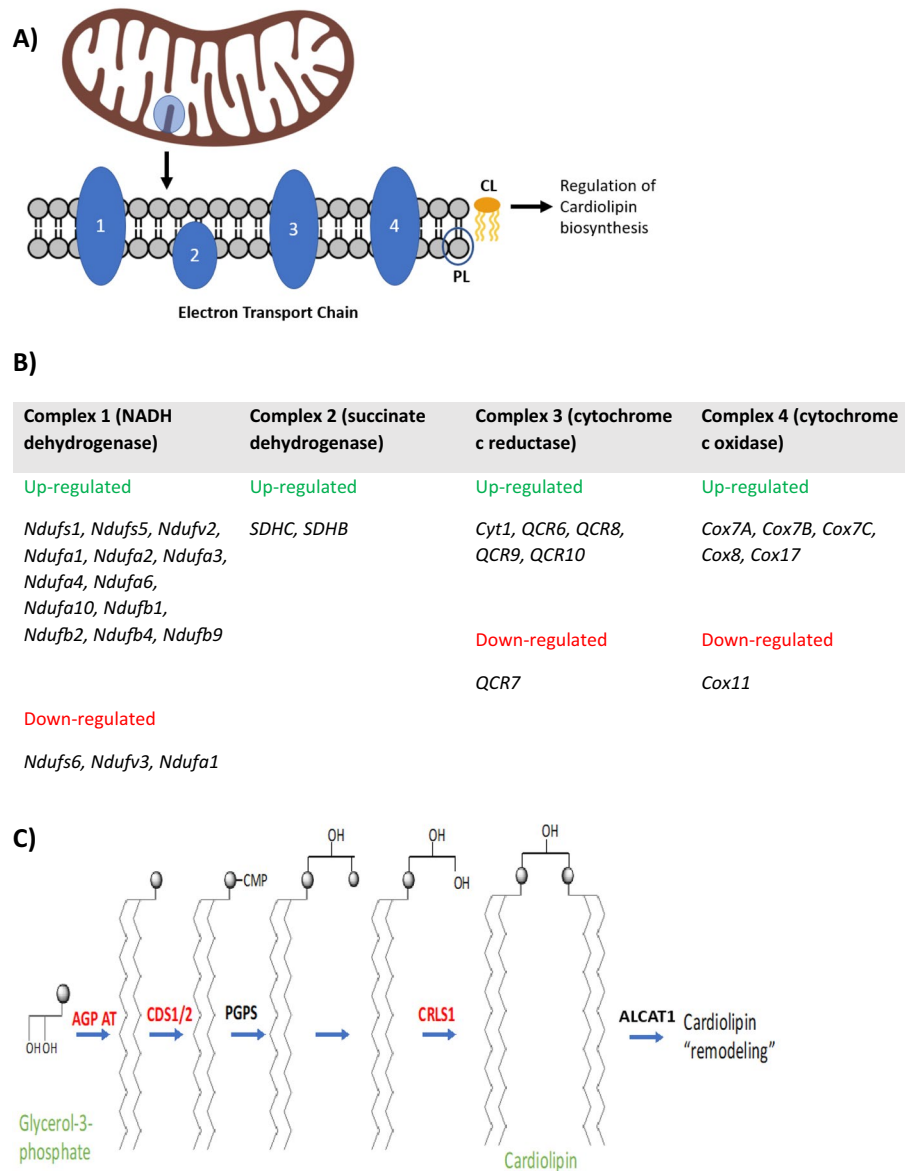 A)
1
2
3
4
CL
PL
Regulation of
Cardiolipin
biosynthesis
Electron Transport Chain
B)
Complex 1 (NADH
dehydrogenase)
Complex 2 (succinate
dehydrogenase)
Complex 3 (cytochrome
c reductase)
Complex 4 (cytochrome
c oxidase)
Up-regulated
Ndufs1, Ndufs5, Ndufv2,
Ndufa1, Ndufa2, Ndufa3,
Ndufa4, Ndufa6,
Ndufa10, Ndufb1,
Ndufb2, Ndufb4, Ndufb9
Down-regulated
Ndufs6, Ndufv3, Ndufa1
Up-regulated
SDHC, SDHB
Up-regulated
Cyt1, QCR6, QCR8,
QCR9, QCR10
Down-regulated
QCR7
Up-regulated
Cox7A, Cox7B, Cox7C,
Cox8, Cox17
Down-regulated
Cox11
C)
OHOH
Glycerol-3-
phosphate
AGP AT
CDS1/2
CMP
PGPS
OH
OH
OH
CRLS1
OH
Cardiolipin
ALCAT1
Cardiolipin
“remodeling”